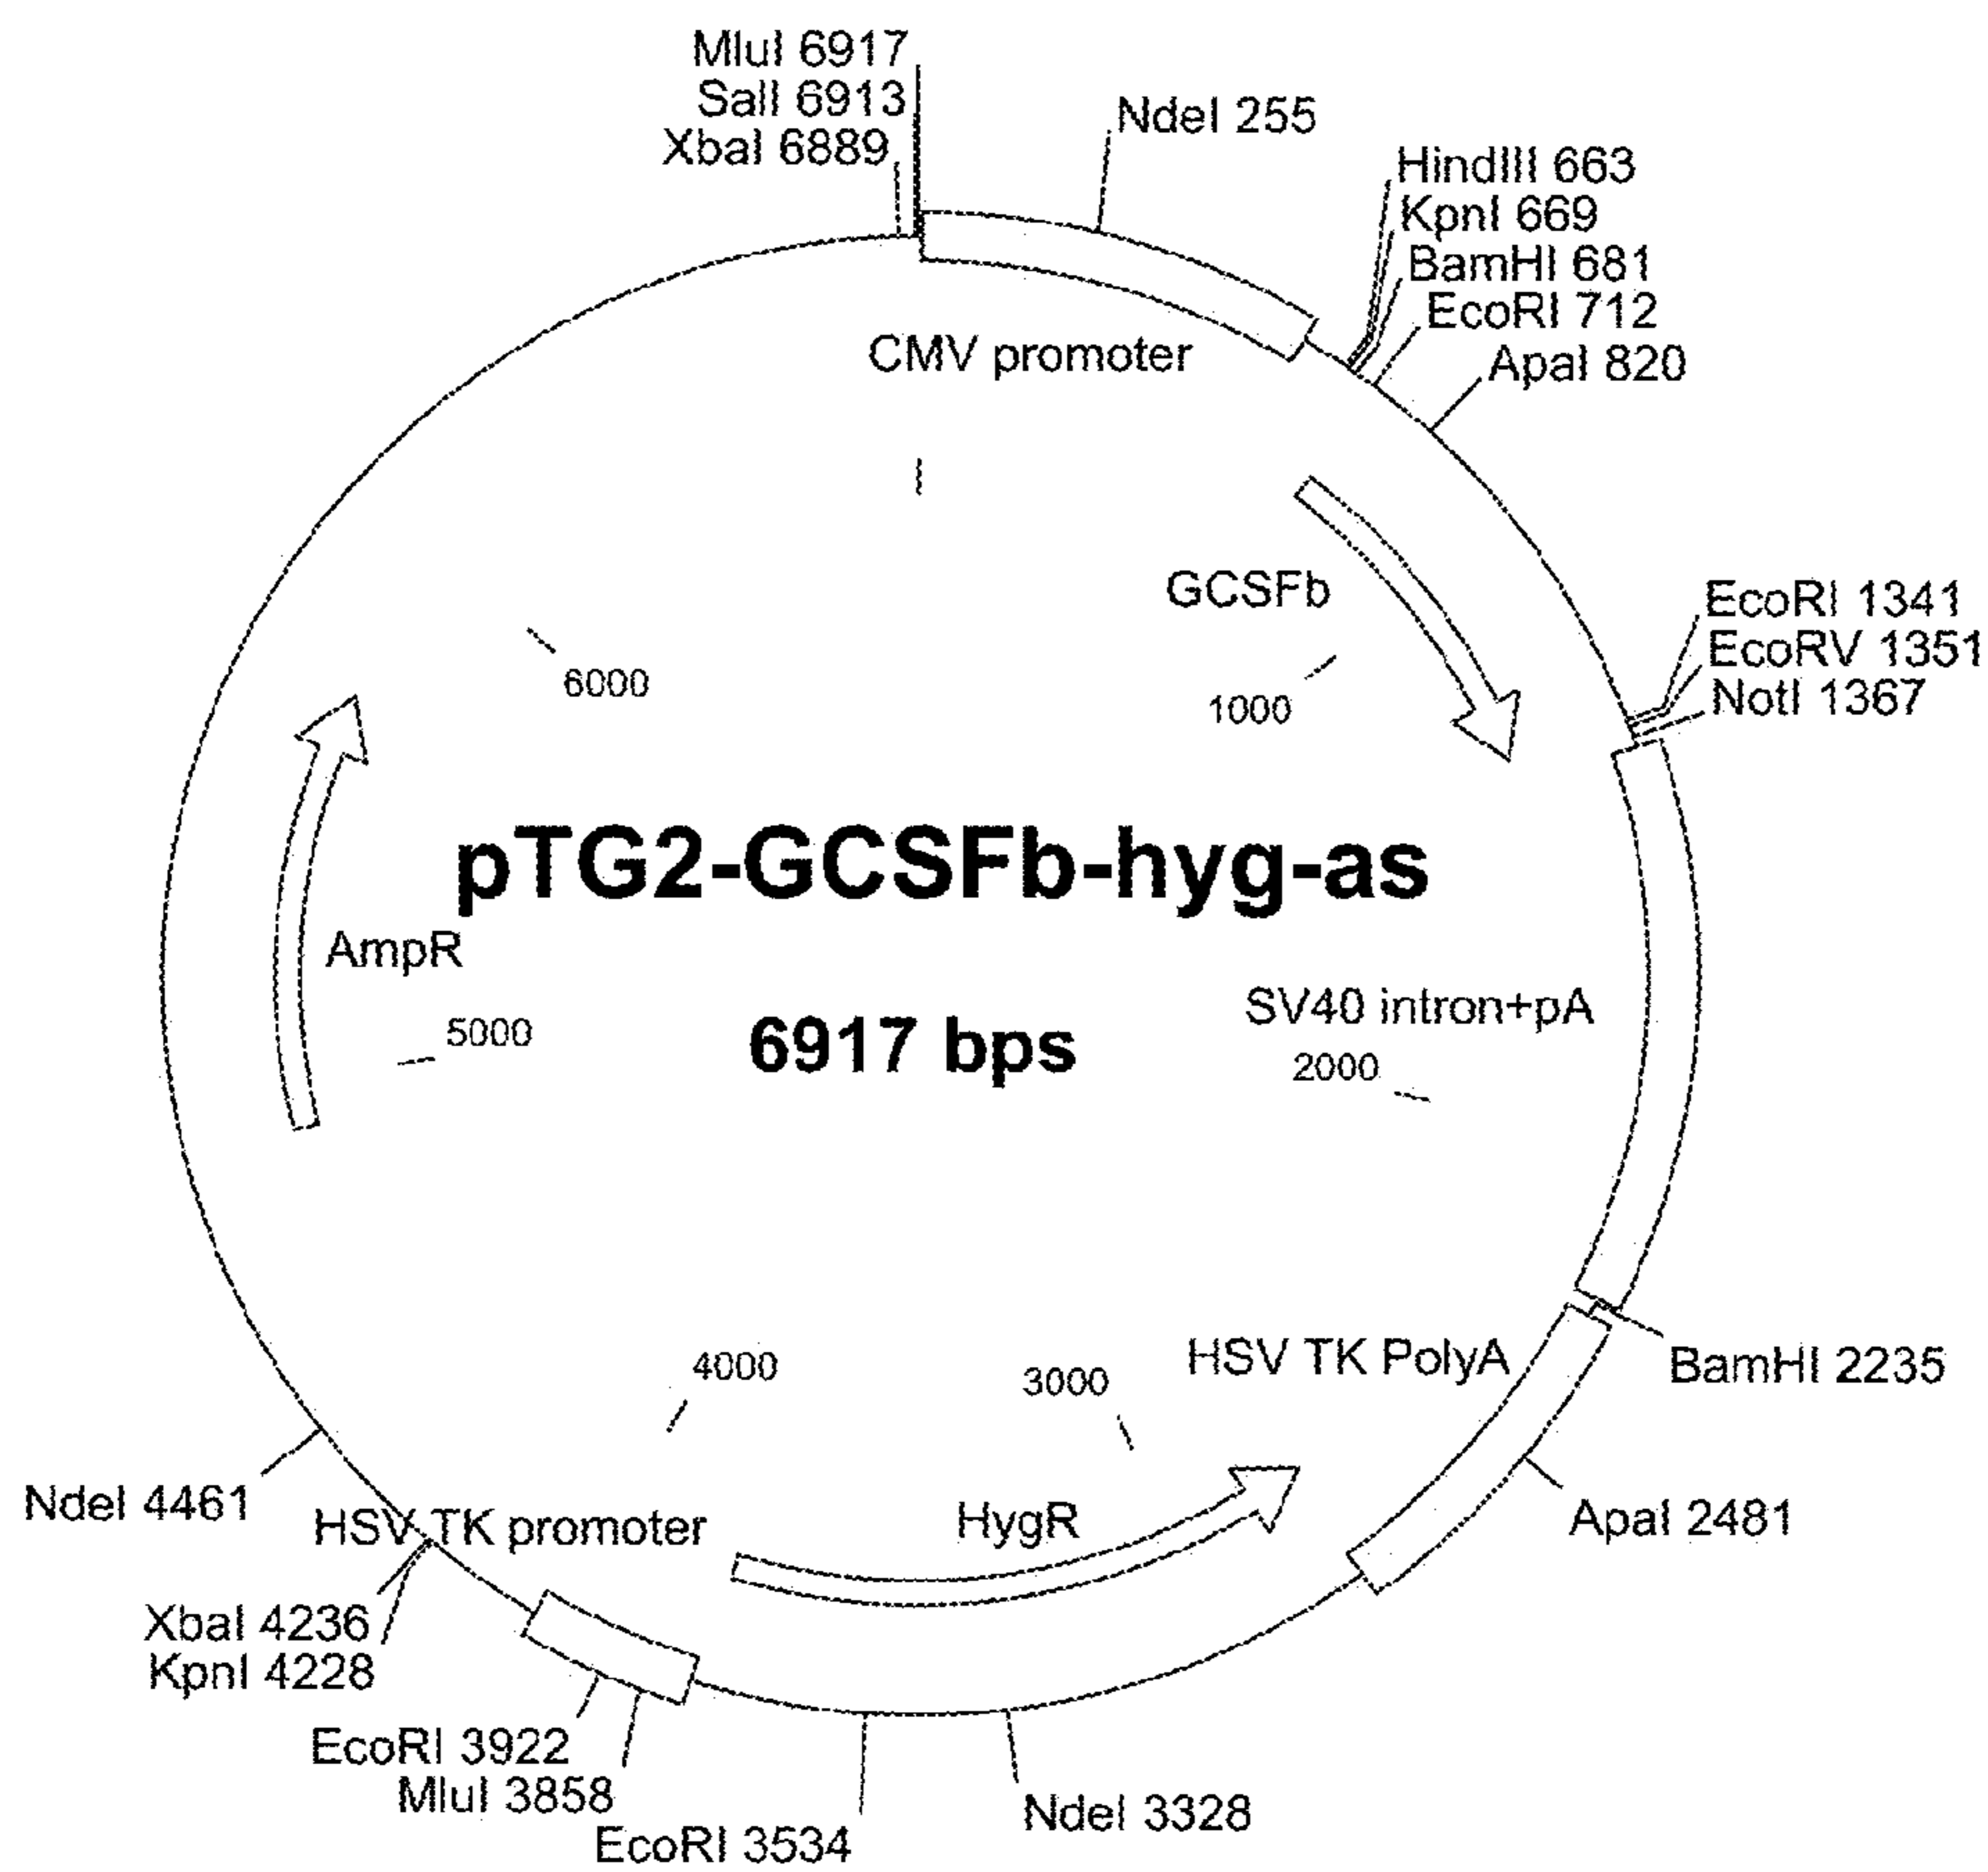 MluI 6917
SalI 6913
XbaI 6889
NdeI 255
HindIII 663
KpnI 669
BamHI 681
EcoRI 712
ApaI 820
CMV promoter
GCSFb
EcoRI 1341
EcoRV 1351
NotI 1367
6000
1000
pTG2-GCSFb-hyg-as
AmpR
5000
6917 bps
SV40 intron+pA
2000
HSV TK PolyA
BamHI 2235
4000
3000
NdeI 4461
HSV TK promoter
HygR
ApaI 2481
XbaI 4236
KpnI 4228
EcoRI 3922
MluI 3858
EcoRI 3534
NdeI 3328